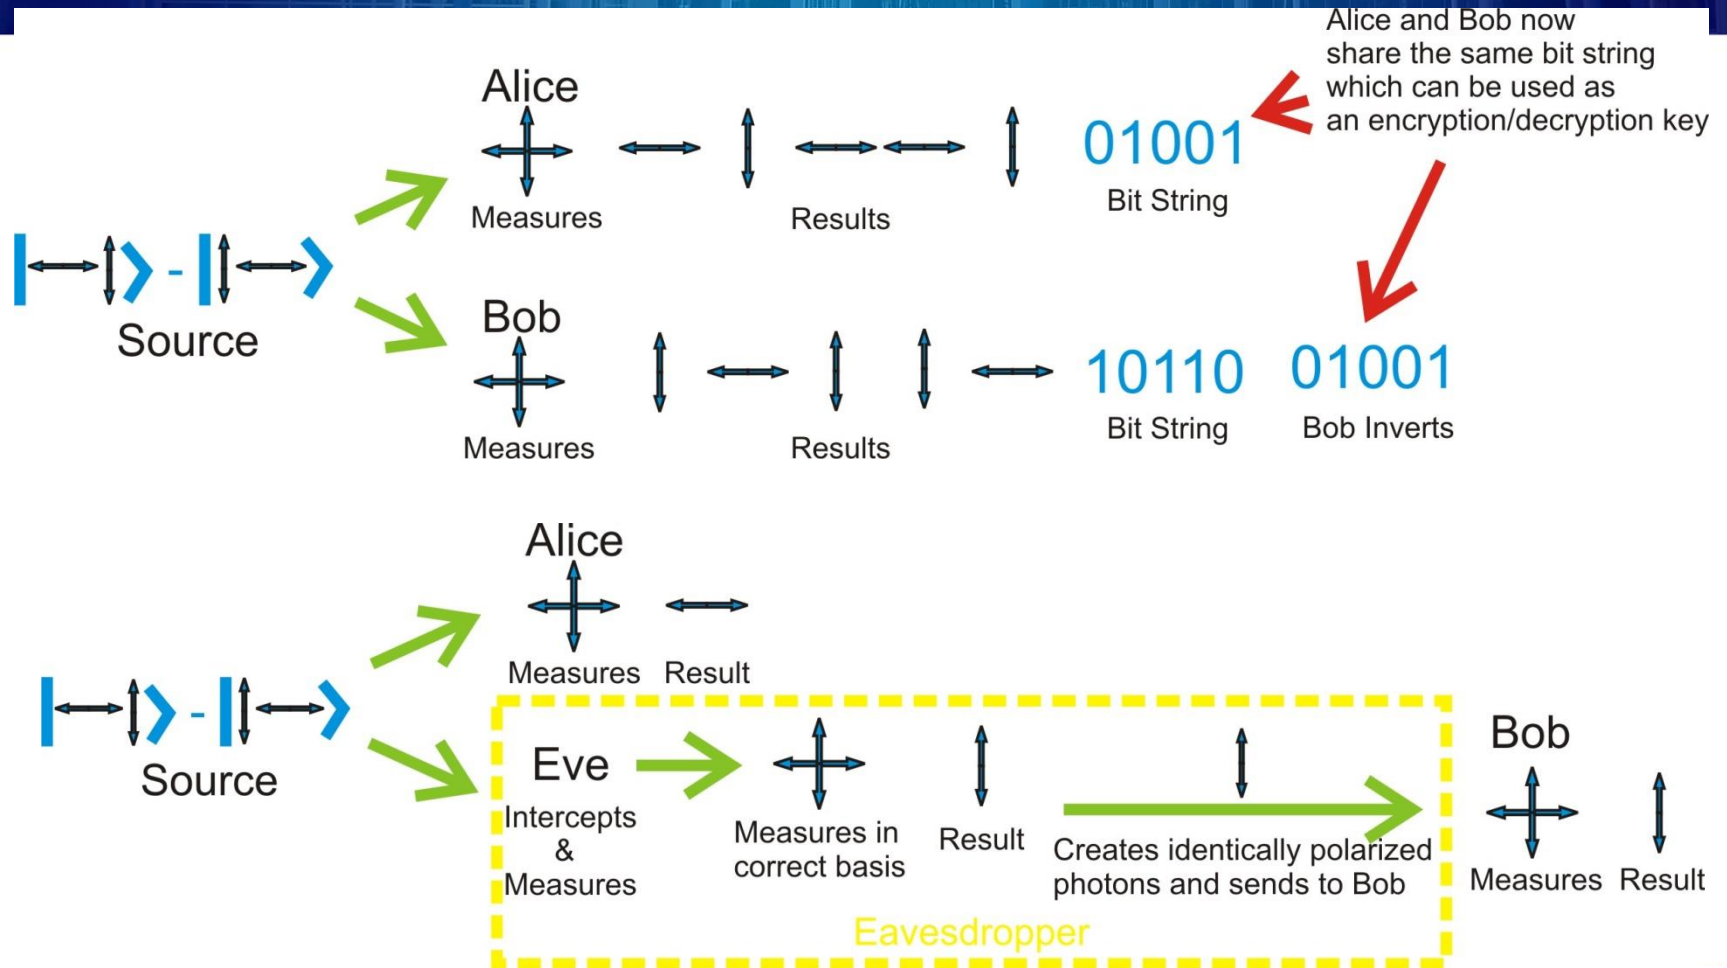 Alice and Bob now
share the same bit string
which can be used as
an encryption/decryption key
Alice
01001
Measures
Results
Bit String
Source
Bob
10110
01001
Measures
Results
Bit String
Bob Inverts
Alice
Measures
Result
Source
Eve
Intercepts
&
Measures
Measures in
correct basis
Result
Creates identically polarized
photons and sends to Bob
Eavesdropper
Bob
Measures
Result